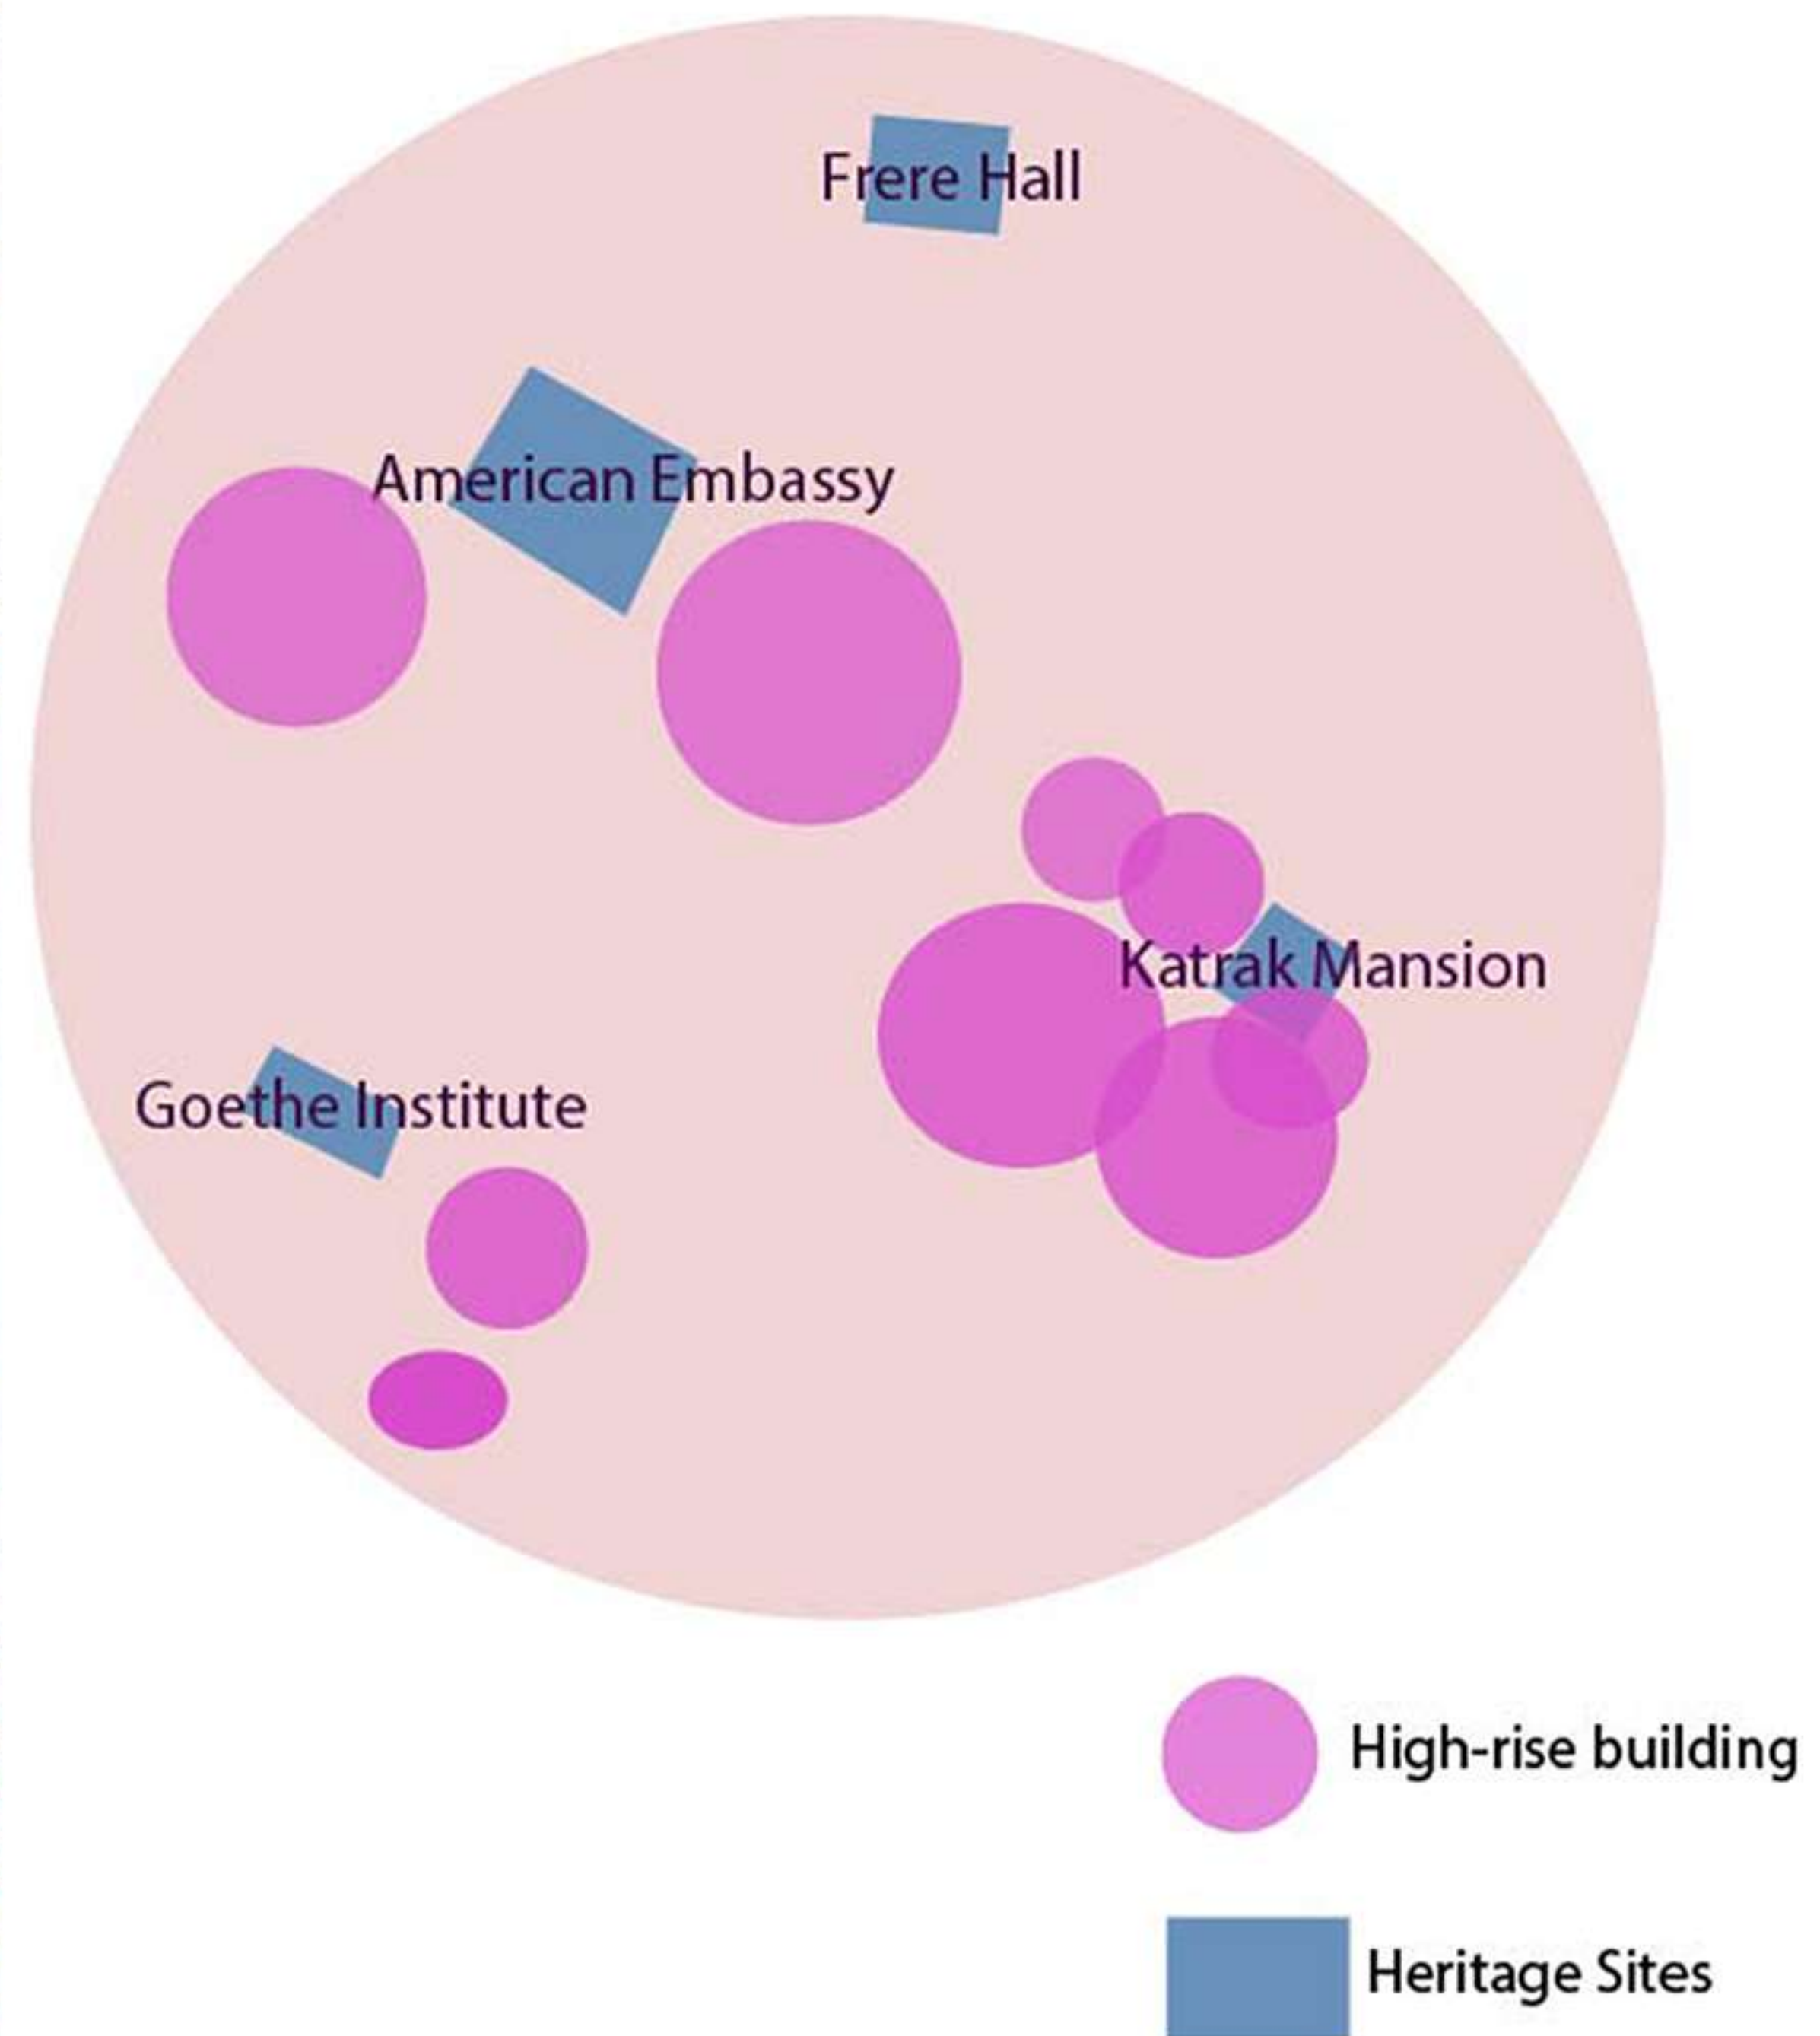 Frere Hall
American Embassy
Katrak Mansion
Goethe Institute
High-rise building
Heritage Sites